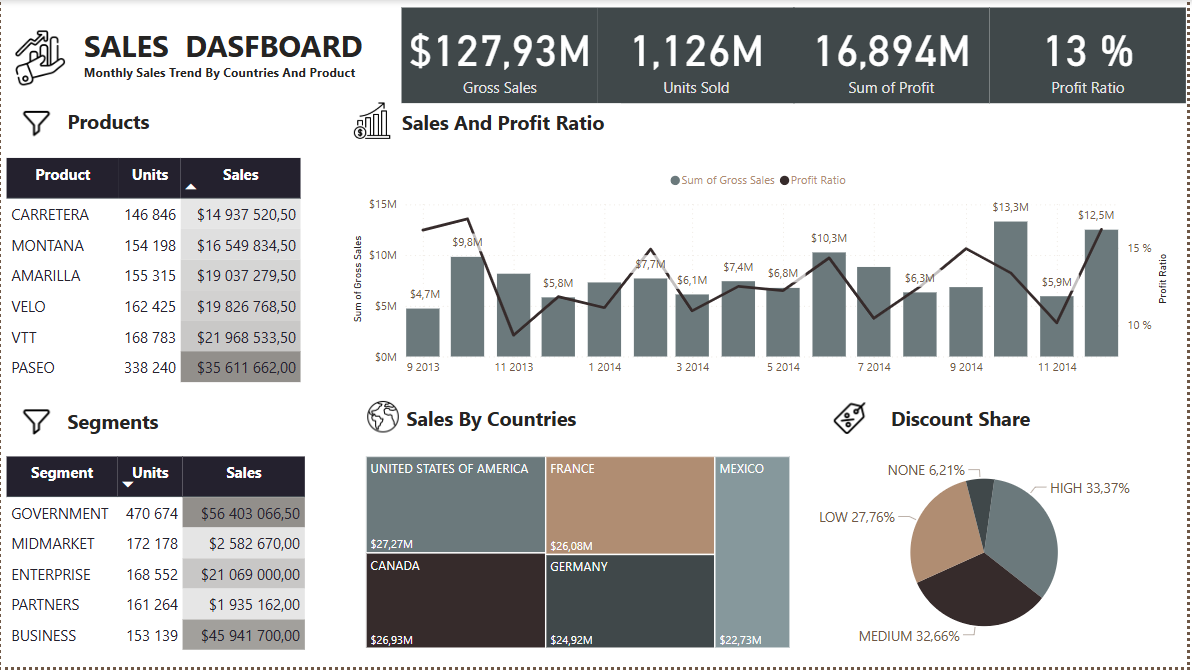 SALES DASFBOARD
Monthly Sales Trend By Countries And Product
$127,93M
Gross Sales
1,126M
Units Sold
16,894M
Sum of Profit
13 %
Profit Ratio
Products
Product Units Sales
CARRETERA 146 846 $14 937 520,50
MONTANA 154 198 $16 549 834,50
AMARILLA 155 315 $19 037 279,50
VELO 162 425 $19 826 768,50
VTT 168 783 $21 968 533,50
PASEO 338 240 $35 611 662,00
Sales And Profit Ratio
Sum of Gross Sales Profit Ratio
Sum of Gross Sales
$15M
$10M
$5M
$0M
$4,7M
$9,8M
$5,8M
$7,7M
$6,1M
$7,4M
$6,8M
$10,3M
$6,3M
$13,3M
$5,9M
$12,5M
15 %
10 %
Profit Ratio
9 2013 11 2013 1 2014 3 2014 5 2014 7 2014 9 2014 11 2014
Segments
Segment Units Sales
GOVERNMENT 470 674 $56 403 066,50
MIDMARKET 172 178 $2 582 670,00
ENTERPRISE 168 552 $21 069 000,00
PARTNERS 161 264 $1 935 162,00
BUSINESS 153 139 $45 941 700,00
Sales By Countries
UNITED STATES OF AMERICA
$27,27M
FRANCE
$26,08M
MEXICO
$22,73M
CANADA
$26,93M
GERMANY
$24,92M
Discount Share
NONE 6,21%
HIGH 33,37%
LOW 27,76%
MEDIUM 32,66%